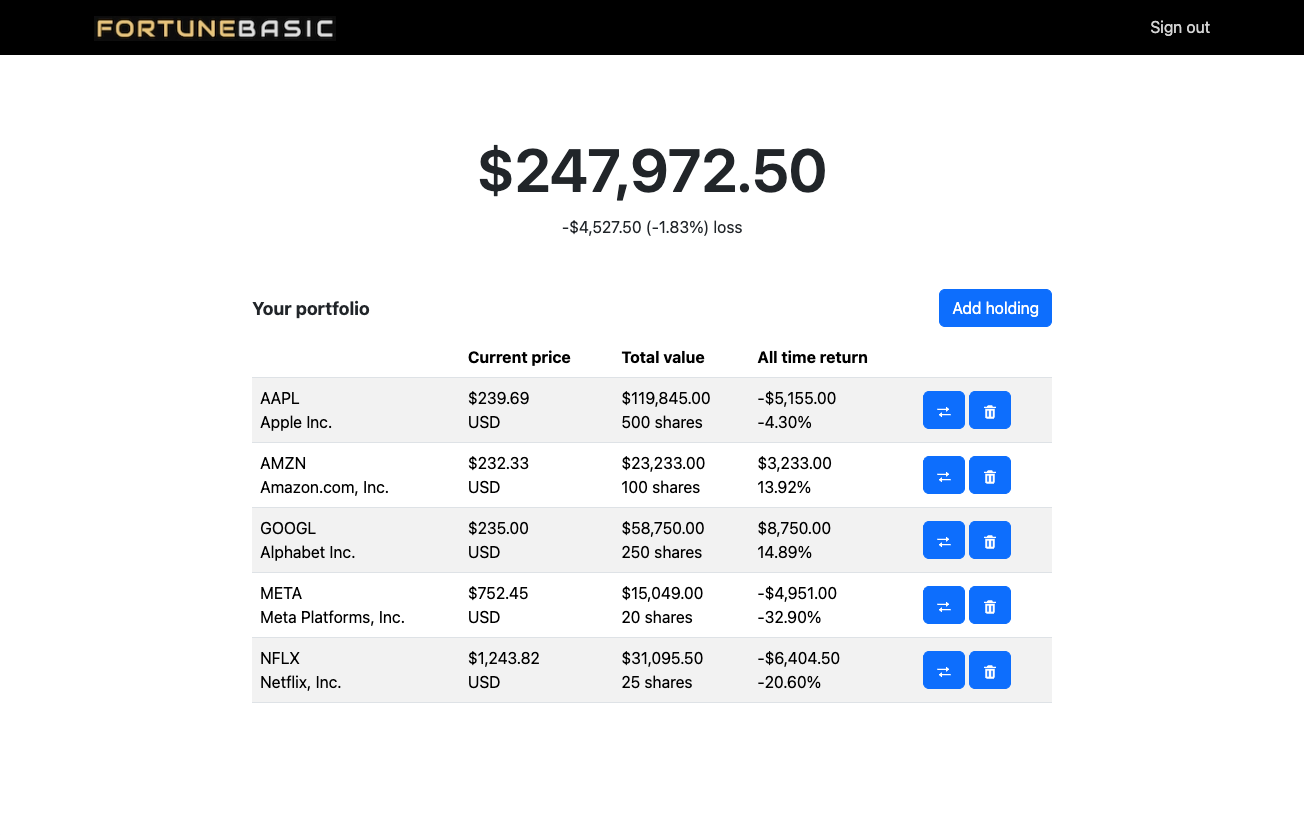 FORTUNEBASIC
Sign out
$247,972.50
-$4,527.50 (-1.83%) loss
Your portfolio
Add holding
Current price Total value All time return
AAPL $239.69 $119,845.00 -$5,155.00
Apple Inc. USD 500 shares -4.30%
AMZN $232.33 $23,233.00 $3,233.00
Amazon.com, Inc. USD 100 shares 13.92%
GOOGL $235.00 $58,750.00 $8,750.00
Alphabet Inc. USD 250 shares 14.89%
META $752.45 $15,049.00 -$4,951.00
Meta Platforms, Inc. USD 20 shares -32.90%
NFLX $1,243.82 $31,095.50 -$6,404.50
Netflix, Inc. USD 25 shares -20.60%